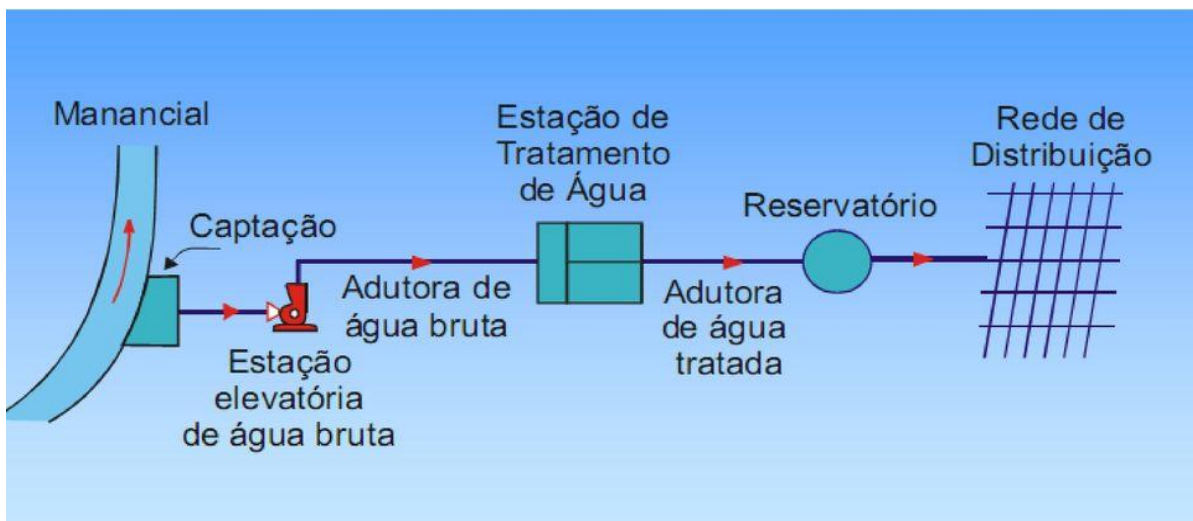 Manancial
Captação
Estação
elevatória
de água bruta
Adutora de
água bruta
Estação de
Tratamento
de Água
Adutora
de água
tratada
Reservatório
Rede de
Distribuição